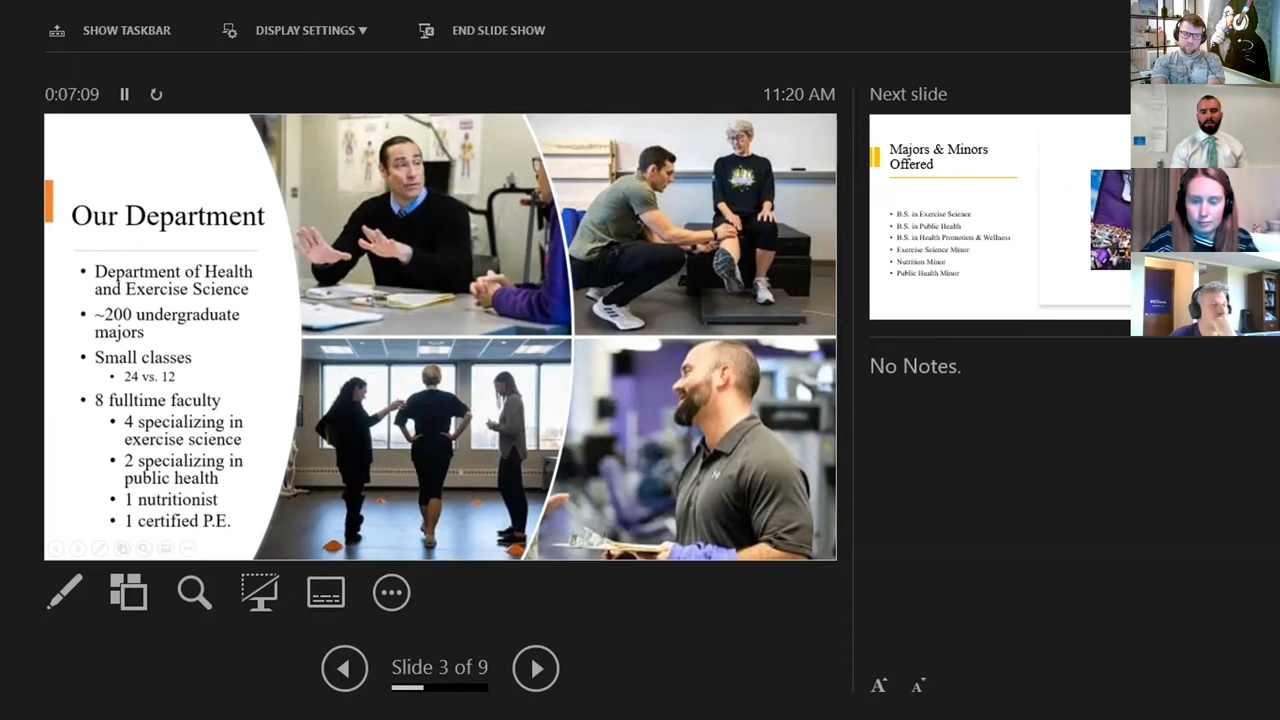 SHOW TASKBAR
DISPLAY SETTINGS ▼
END SLIDE SHOW
0:07:09
11:20 AM
Our Department
• Department of Health
and Exercise Science
• ~200 undergraduate
majors
• Small classes
• 24 vs. 12
• 8 fulltime faculty
• 4 specializing in
exercise science
• 2 specializing in
public health
• 1 nutritionist
• 1 certified P.E.
Slide 3 of 9
Next slide
Majors & Minors
Offered
• B.S. in Exercise Science
• B.S. in Public Health
• B.S. in Health Promotion & Wellness
• Exercise Science Minor
• Nutrition Minor
• Public Health Minor
No Notes.
A A